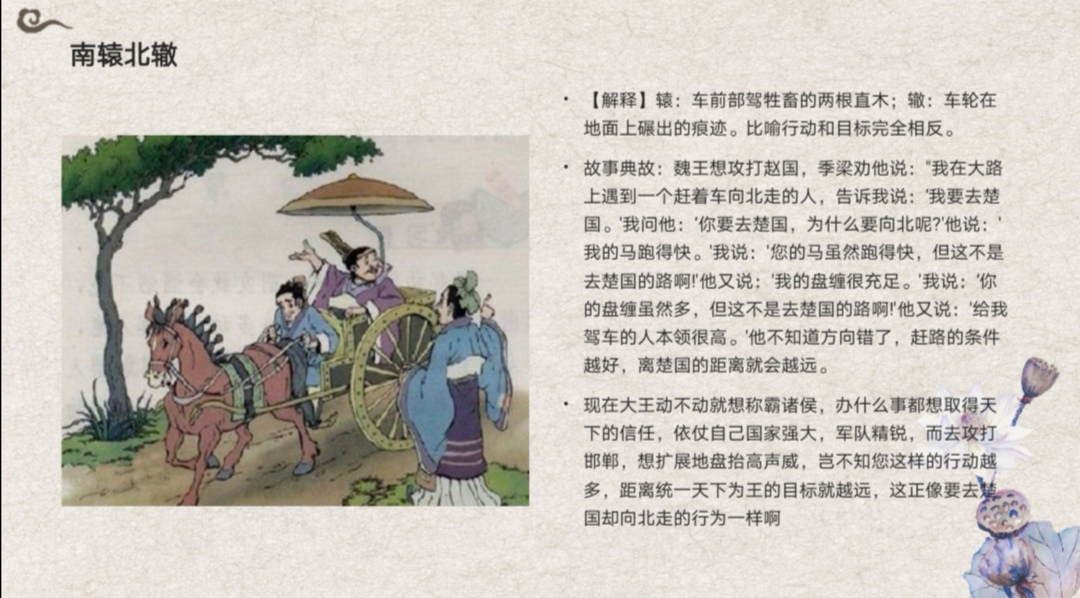 南辕北辙
• 【解释】辕：车前部驾牲畜的两根直木；辙：车轮在
地面上碾出的痕迹。比喻行动和目标完全相反。
• 故事典故：魏王想攻打赵国，季梁劝他说：“我在大路
上遇到一个赶着车向北走的人，告诉我说：'我要去楚
国。'我问他：'你要去楚国，为什么要向北呢?'他说：'
我的马跑得快。'我说：'您的马虽然跑得快，但这不是
去楚国的路啊!'他又说：'我的盘缠很充足。'我说：'你
的盘缠虽然多，但这不是去楚国的路啊!'他又说：'给我
驾车的人本领很高。'他不知道方向错了，赶路的条件
越好，离楚国的距离就会越远。
• 现在大王动不动就想称霸诸侯，办什么事都想取得天
下的信任，依仗自己国家强大，军队精锐，而去攻打
邯郸，想扩展地盘抬高声威，岂不知您这样的行动越
多，距离统一天下为王的目标就越远，这正像要去楚
国却向北走的行为一样啊